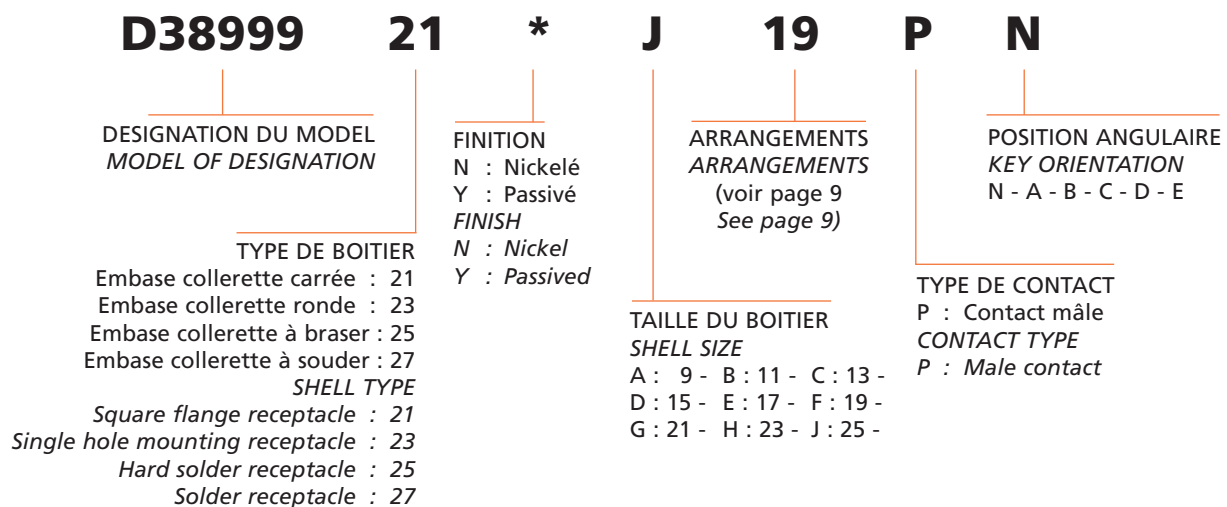 D38999 21 * J 19 P N
DESIGNATION DU MODEL
MODEL OF DESIGNATION
TYPE DE BOITIER
Embase collerette carrée : 21
Embase collerette ronde : 23
Embase collerette à braser : 25
Embase collerette à souder : 27
SHELL TYPE
Square flange receptacle : 21
Single hole mounting receptacle : 23
Hard solder receptacle : 25
Solder receptacle : 27
FINITION
N : Nickelé
Y : Passivé
FINISH
N : Nickel
Y : Passived
TAILLE DU BOITIER
SHELL SIZE
A : 9 - B : 11 - C : 13 -
D : 15 - E : 17 - F : 19 -
G : 21 - H : 23 - J : 25 -
ARRANGEMENTS
ARRANGEMENTS
(voir page 9
See page 9)
TYPE DE CONTACT
P : Contact mâle
CONTACT TYPE
P : Male contact
POSITION ANGULAIRE
KEY ORIENTATION
N - A - B - C - D - E